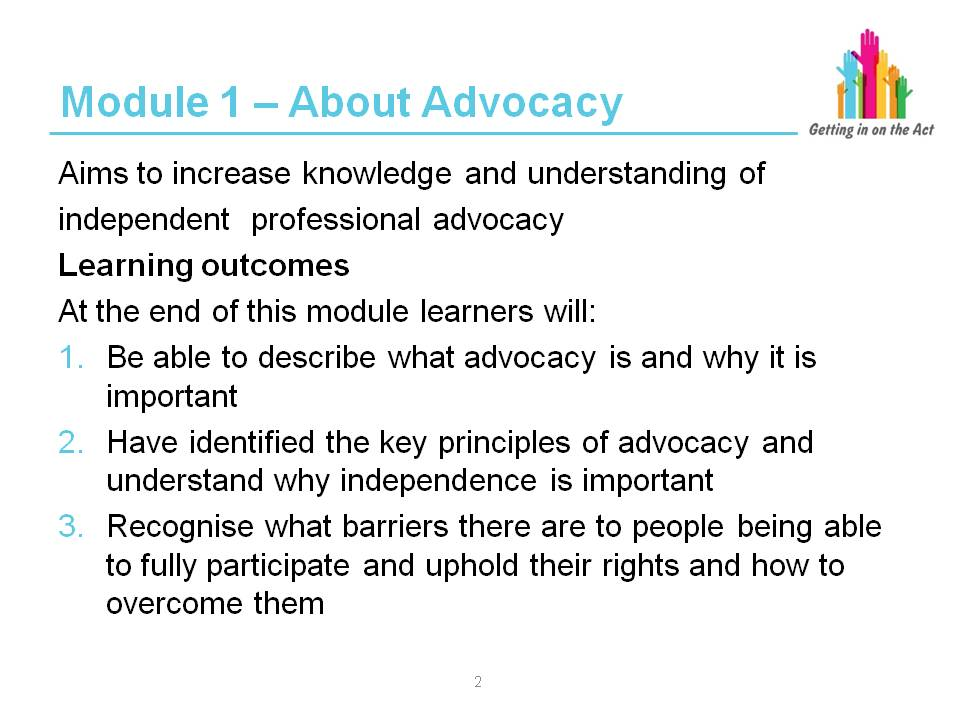 Module 1 – About Advocacy
Getting in on the Act
Aims to increase knowledge and understanding of
independent professional advocacy
Learning outcomes
At the end of this module learners will:
1. Be able to describe what advocacy is and why it is
important
2. Have identified the key principles of advocacy and
understand why independence is important
3. Recognise what barriers there are to people being able
to fully participate and uphold their rights and how to
overcome them
2